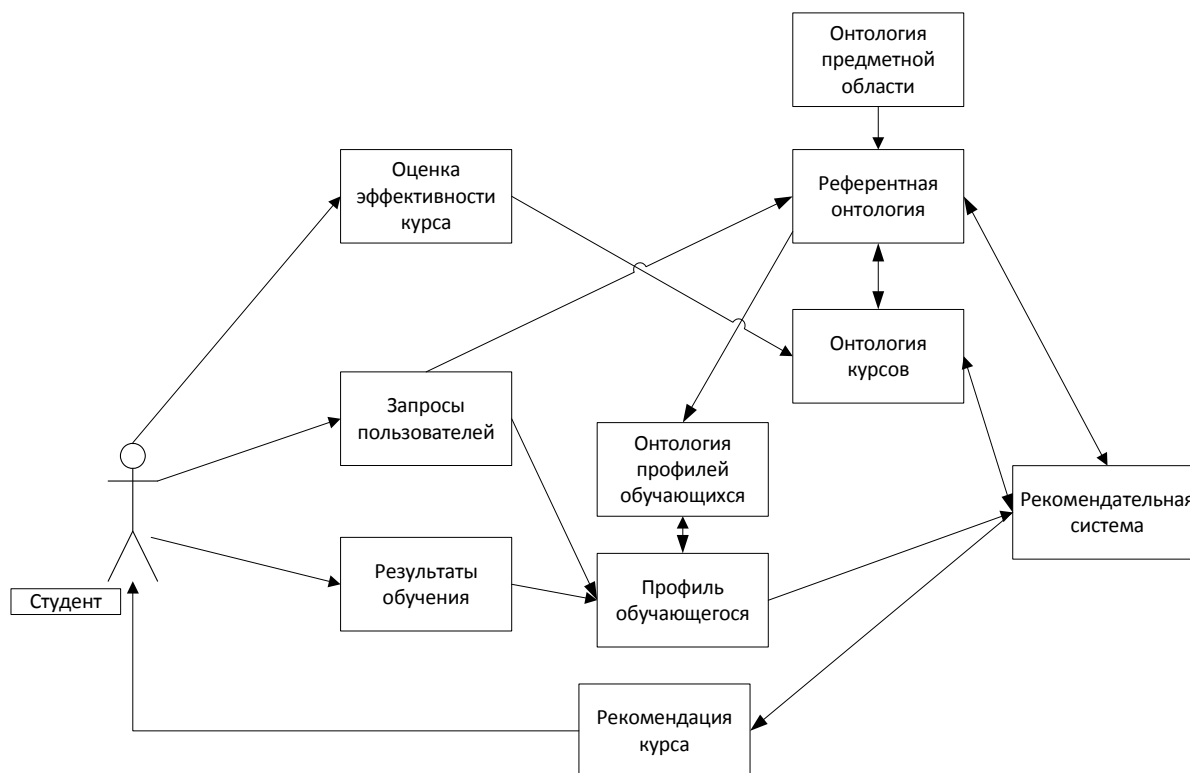 Онтология
предметной
области
Оценка
эффективности
курса
Референтная
онтология
Онтология
курсов
Запросы
пользователей
Онтология
профилей
обучающихся
Рекомендательная
система
Результаты
обучения
Профиль
обучающегося
Студент
Рекомендация
курса